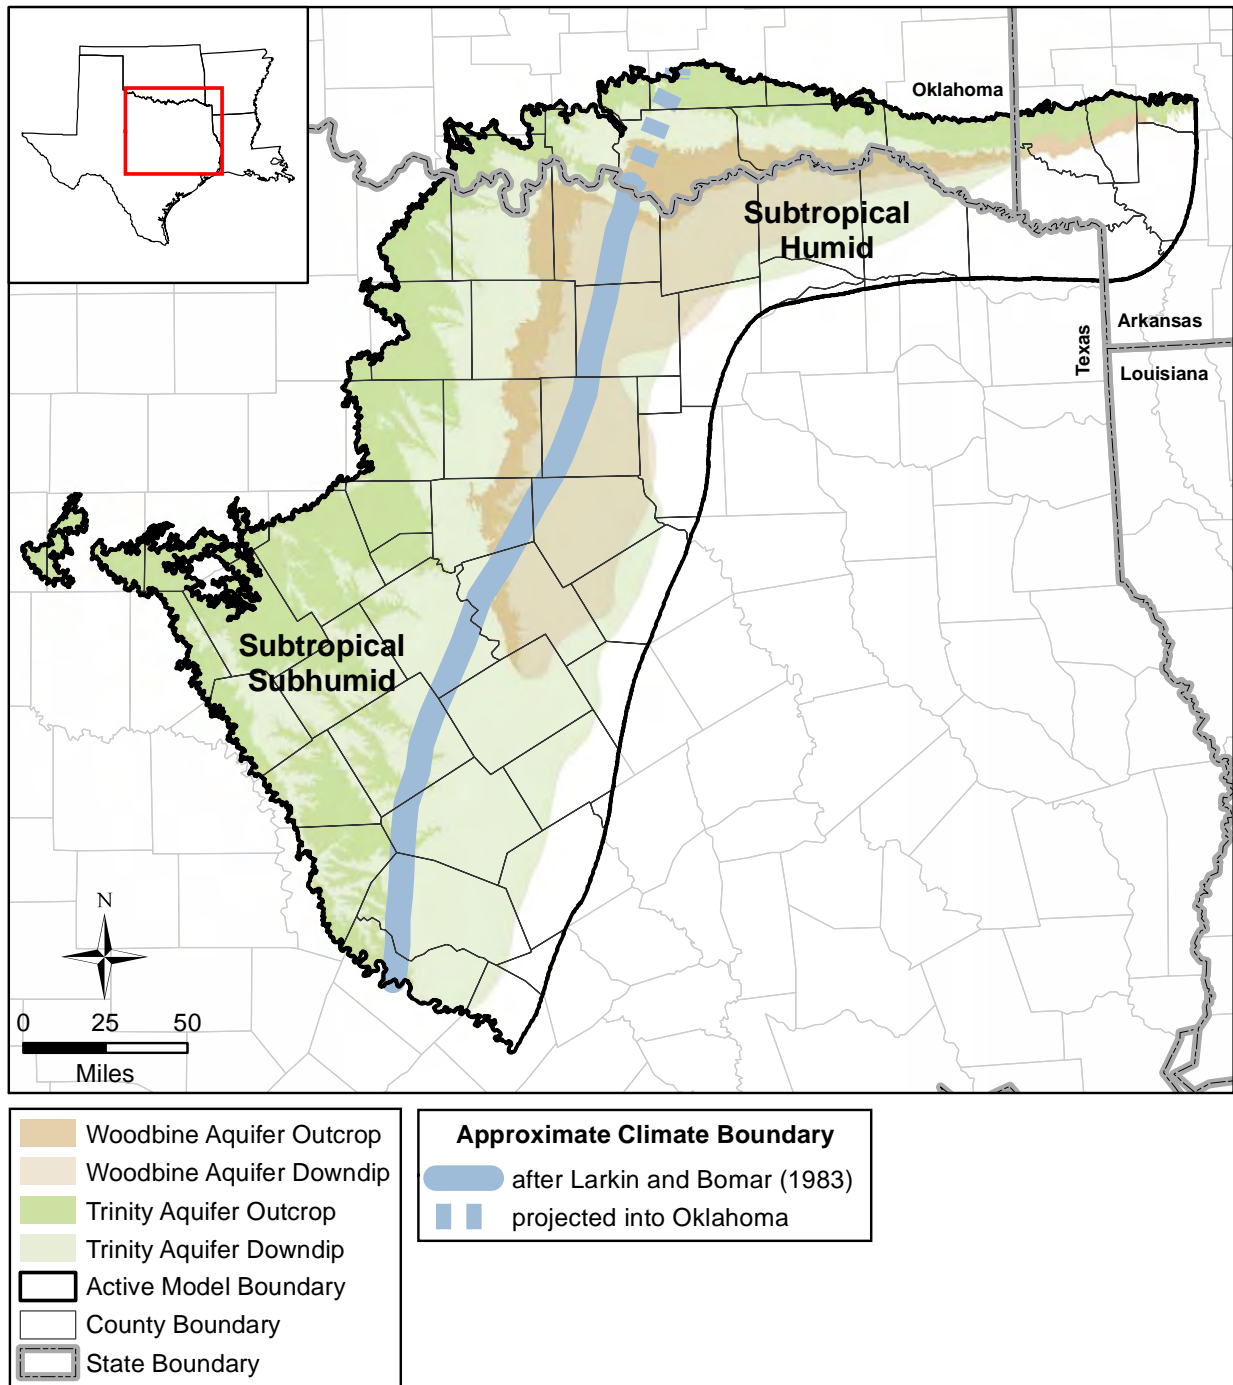 Oklahoma
Subtropical
Humid
Arkansas
Texas
Louisiana
Subtropical
Subhumid
N
0 25 50
Miles
Woodbine Aquifer Outcrop
Woodbine Aquifer Downdip
Trinity Aquifer Outcrop
Trinity Aquifer Downdip
Active Model Boundary
County Boundary
State Boundary
Approximate Climate Boundary
after Larkin and Bomar (1983)
projected into Oklahoma